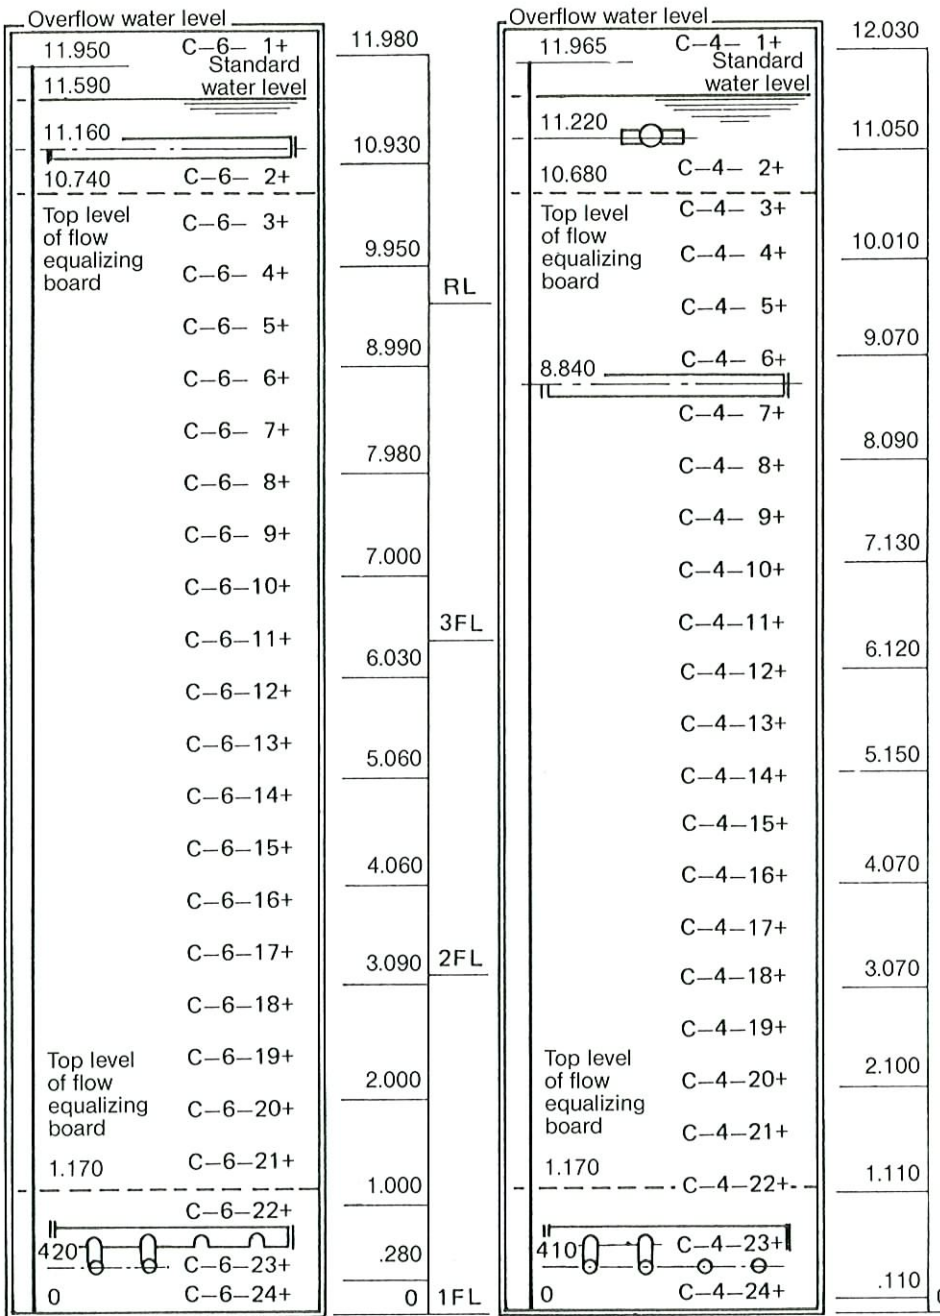 Overflow water level
11.950 C–6– 1+
Standard
11.590 water level
11.160
10.740 C–6– 2+
Top level
of flow
equalizing
board
C–6– 3+
C–6– 4+
C–6– 5+
C–6– 6+
C–6– 7+
C–6– 8+
C–6– 9+
C–6–10+
C–6–11+
C–6–12+
C–6–13+
C–6–14+
C–6–15+
C–6–16+
C–6–17+
C–6–18+
C–6–19+
Top level
of flow
equalizing
board
C–6–20+
1.170 C–6–21+
C–6–22+
420
C–6–23+
0 C–6–24+
11.980
10.930
9.950
8.990
7.980
7.000
6.030
5.060
4.060
3.090
2.000
1.000
.280
0
RL
3FL
2FL
1FL
Overflow water level
11.965 C–4– 1+
Standard
water level
11.220
10.680 C–4– 2+
Top level
of flow
equalizing
board
C–4– 3+
C–4– 4+
C–4– 5+
C–4– 6+
8.840
C–4– 7+
C–4– 8+
C–4– 9+
C–4–10+
C–4–11+
C–4–12+
C–4–13+
C–4–14+
C–4–15+
C–4–16+
C–4–17+
C–4–18+
C–4–19+
Top level
of flow
equalizing
board
C–4–20+
C–4–21+
1.170
C–4–22+
410 C–4–23+
0 C–4–24+
12.030
11.050
10.010
9.070
8.090
7.130
6.120
5.150
4.070
3.070
2.100
1.110
.110